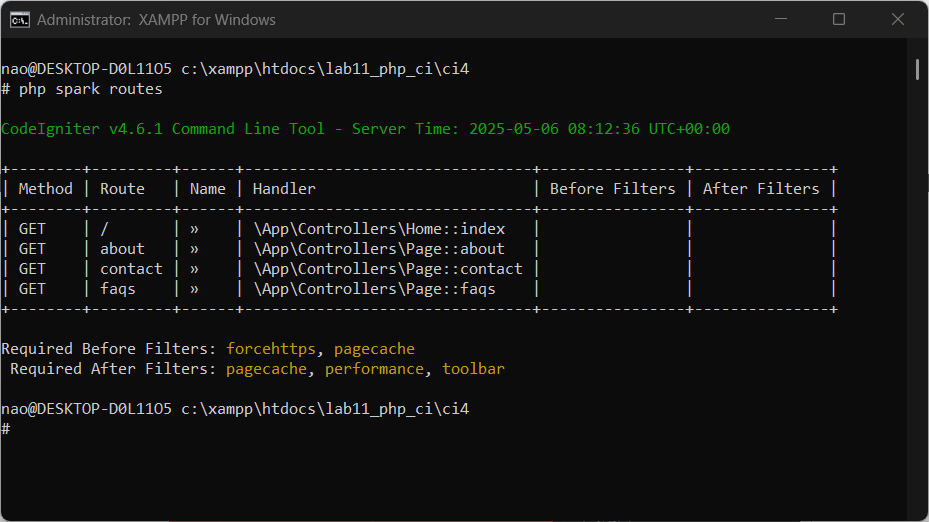 Administrator: XAMPP for Windows
nao@DESKTOP-D0L11O5 c:\xampp\htdocs\lab11_php_ci\ci4
# php spark routes
CodeIgniter v4.6.1 Command Line Tool - Server Time: 2025-05-06 08:12:36 UTC+00:00
+--------+---------+------+--------------------------------+----------------+---------------+
| Method | Route   | Name | Handler                        | Before Filters | After Filters |
+--------+---------+------+--------------------------------+----------------+---------------+
| GET    | /       | »    | \App\Controllers\Home::index   |                |               |
| GET    | about   | »    | \App\Controllers\Page::about   |                |               |
| GET    | contact | »    | \App\Controllers\Page::contact |                |               |
| GET    | faqs    | »    | \App\Controllers\Page::faqs    |                |               |
+--------+---------+------+--------------------------------+----------------+---------------+
Required Before Filters: forcehttps, pagecache
 Required After Filters: pagecache, performance, toolbar
nao@DESKTOP-D0L11O5 c:\xampp\htdocs\lab11_php_ci\ci4
#